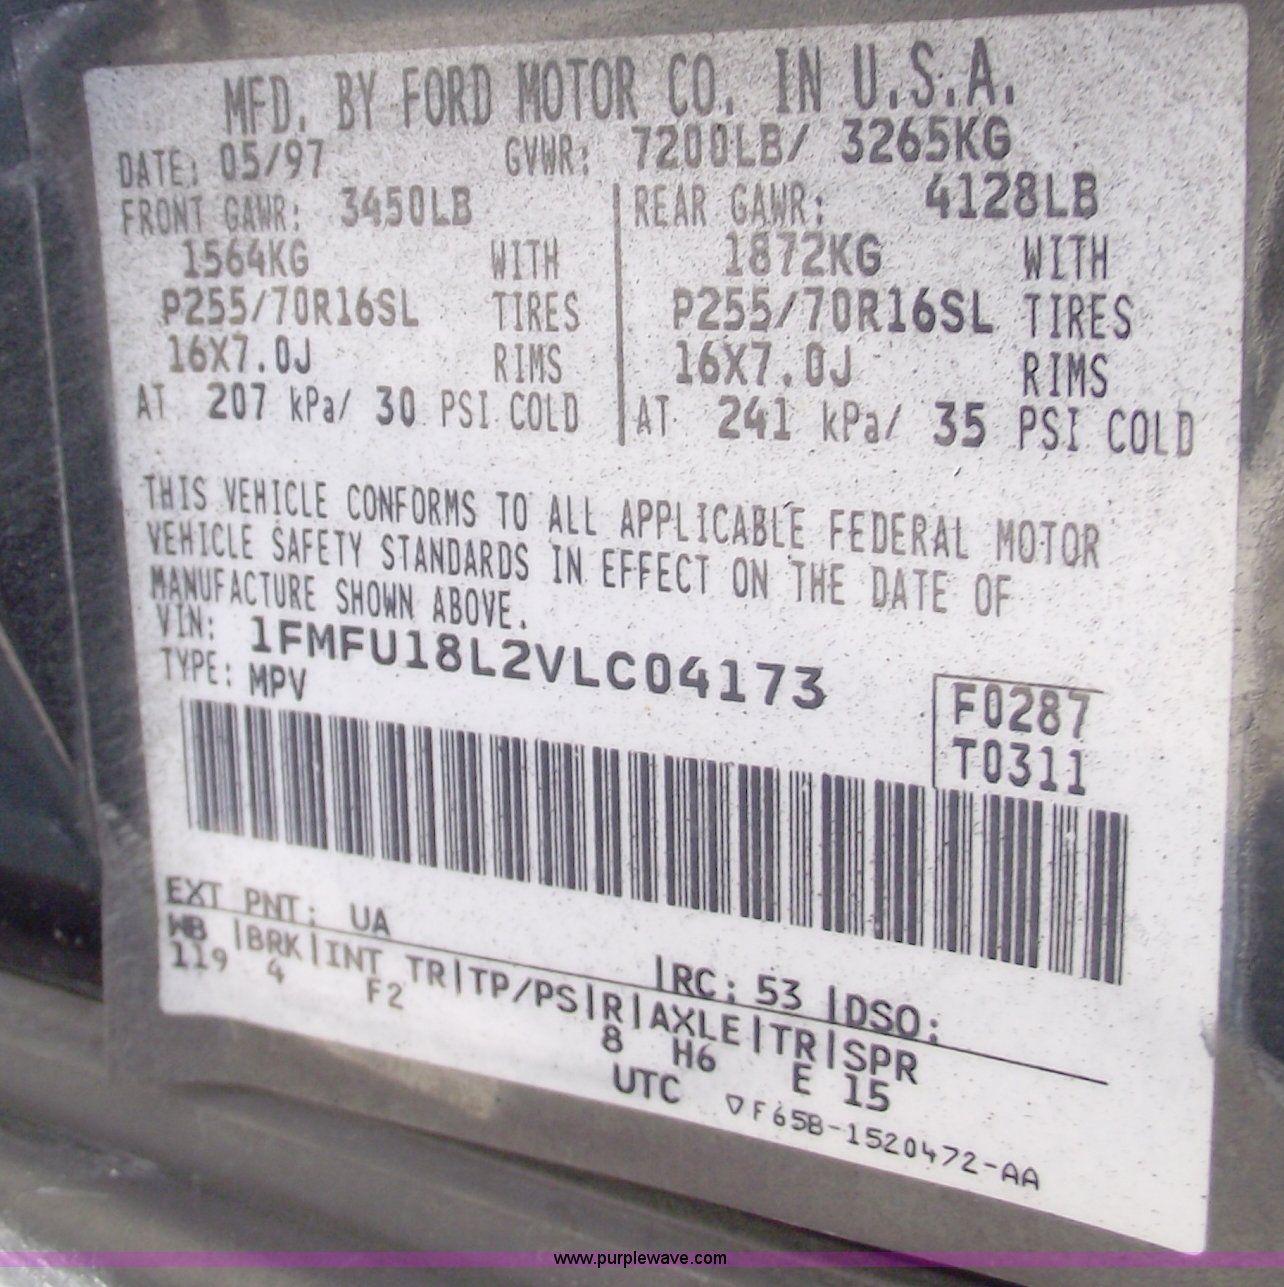 MFD. BY FORD MOTOR CO. IN U.S.A.
DATE: 05/97 GVWR: 7200LB/ 3265KG
FRONT GAWR: 3450LB REAR GAWR: 4128LB
1564KG WITH 1872KG WITH
P255/70R16SL TIRES P255/70R16SL TIRES
16X7.0J RIMS 16X7.0J RIMS
AT 207 kPa/ 30 PSI COLD AT 241 kPa/ 35 PSI COLD
THIS VEHICLE CONFORMS TO ALL APPLICABLE FEDERAL MOTOR
VEHICLE SAFETY STANDARDS IN EFFECT ON THE DATE OF
MANUFACTURE SHOWN ABOVE.
VIN: 1FMFU18L2VLC04173
TYPE: MPV
F0287
T0311
EXT PNT: UA RC: 53 DSO:
WB BRK INT TR TP/PS R AXLE TR SPR
119 4 F2 8 H6 E 15
UTC ▽F65B-1520472-AA
www.purplewave.com